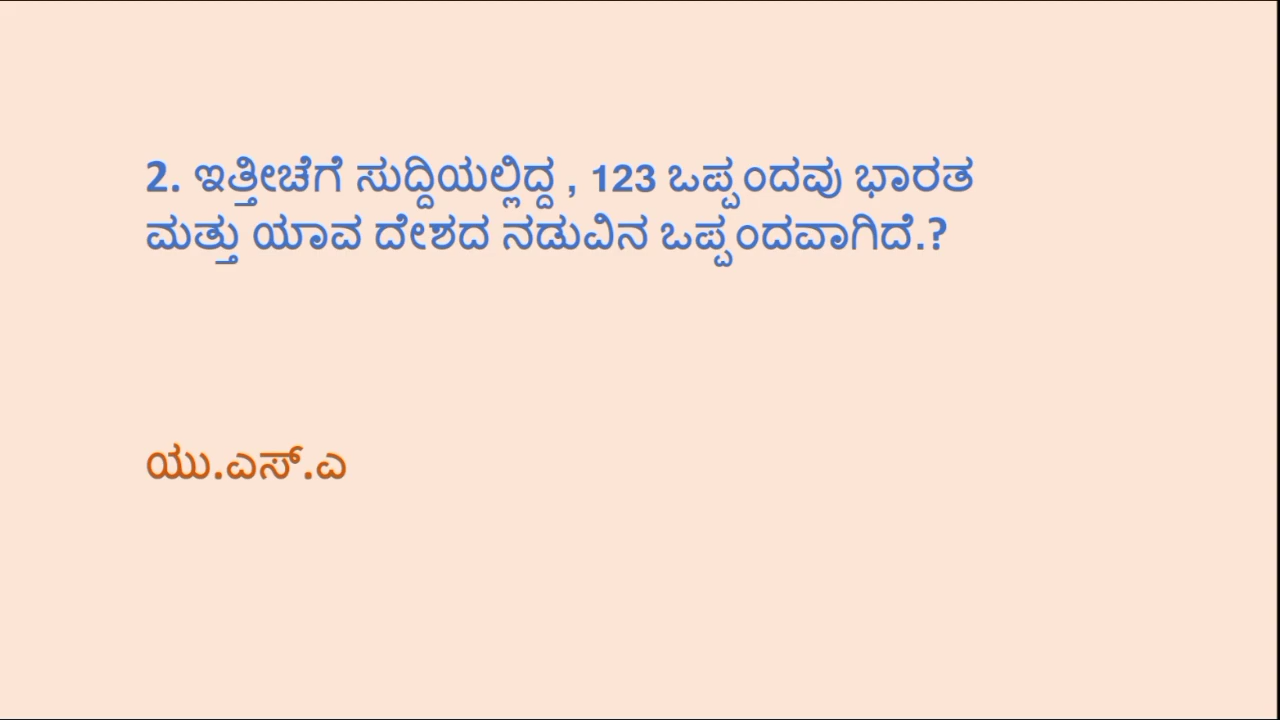 2. ಇತ್ತೀಚೆಗೆ ಸುದ್ದಿಯಲ್ಲಿದ್ದ , 123 ಒಪ್ಪಂದವು ಭಾರತ
ಮತ್ತು ಯಾವ ದೇಶದ ನಡುವಿನ ಒಪ್ಪಂದವಾಗಿದೆ.?
ಯು.ಎಸ್.ಎ